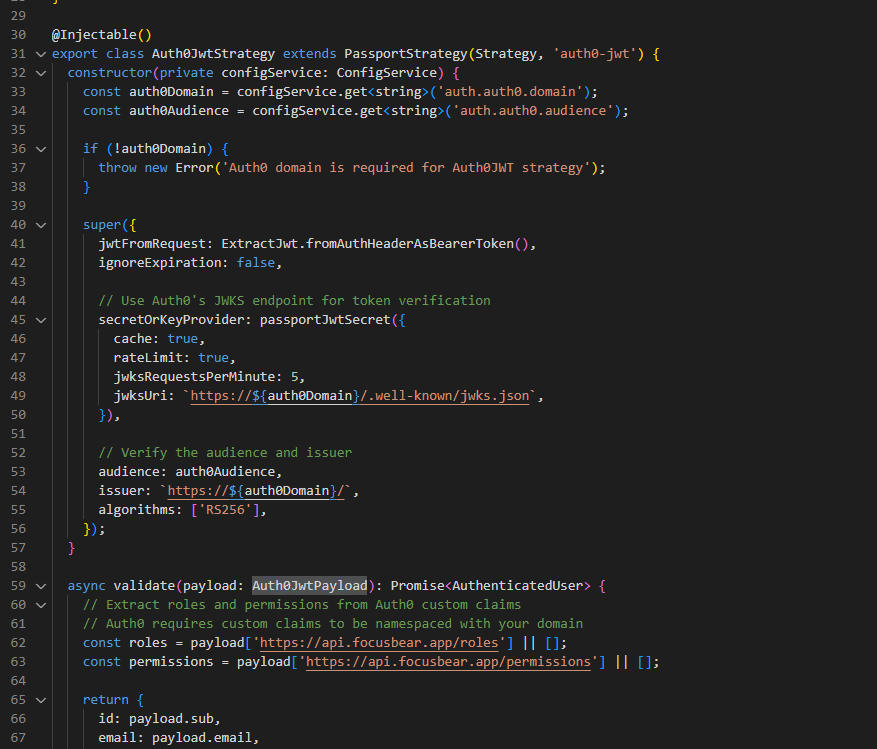 29
30 @Injectable()
31 export class Auth0JwtStrategy extends PassportStrategy(Strategy, 'auth0-jwt') {
32   constructor(private configService: ConfigService) {
33     const auth0Domain = configService.get<string>('auth.auth0.domain');
34     const auth0Audience = configService.get<string>('auth.auth0.audience');
35
36     if (!auth0Domain) {
37       throw new Error('Auth0 domain is required for Auth0JWT strategy');
38     }
39
40     super({
41       jwtFromRequest: ExtractJwt.fromAuthHeaderAsBearerToken(),
42       ignoreExpiration: false,
43
44       // Use Auth0's JWKS endpoint for token verification
45       secretOrKeyProvider: passportJwtSecret({
46         cache: true,
47         rateLimit: true,
48         jwksRequestsPerMinute: 5,
49         jwksUri: `https://${auth0Domain}/.well-known/jwks.json`,
50       }),
51
52       // Verify the audience and issuer
53       audience: auth0Audience,
54       issuer: `https://${auth0Domain}/`,
55       algorithms: ['RS256'],
56     });
57   }
58
59   async validate(payload: Auth0JwtPayload): Promise<AuthenticatedUser> {
60     // Extract roles and permissions from Auth0 custom claims
61     // Auth0 requires custom claims to be namespaced with your domain
62     const roles = payload['https://api.focusbear.app/roles'] || [];
63     const permissions = payload['https://api.focusbear.app/permissions'] || [];
64
65     return {
66       id: payload.sub,
67       email: payload.email,